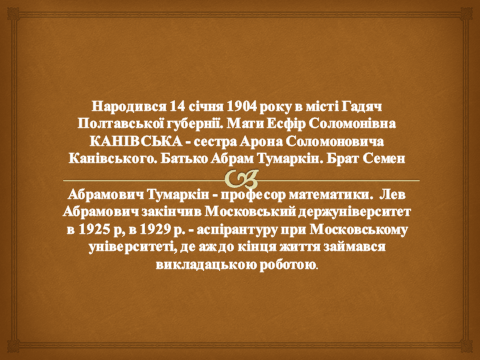 Народився 14 січня 1904 року в місті Гадяч
Полтавської губернії. Мати Есфір Соломонівна
КАНІВСЬКА - сестра Арона Соломоновича
Канівського. Батько Абрам Тумаркін. Брат Семен
Абрамович Тумаркін - професор математики. Лев
Абрамович закінчив Московський держуніверситет
в 1925 р, в 1929 р. - аспірантуру при Московському
університеті, де аж до кінця життя займався
викладацькою роботою.